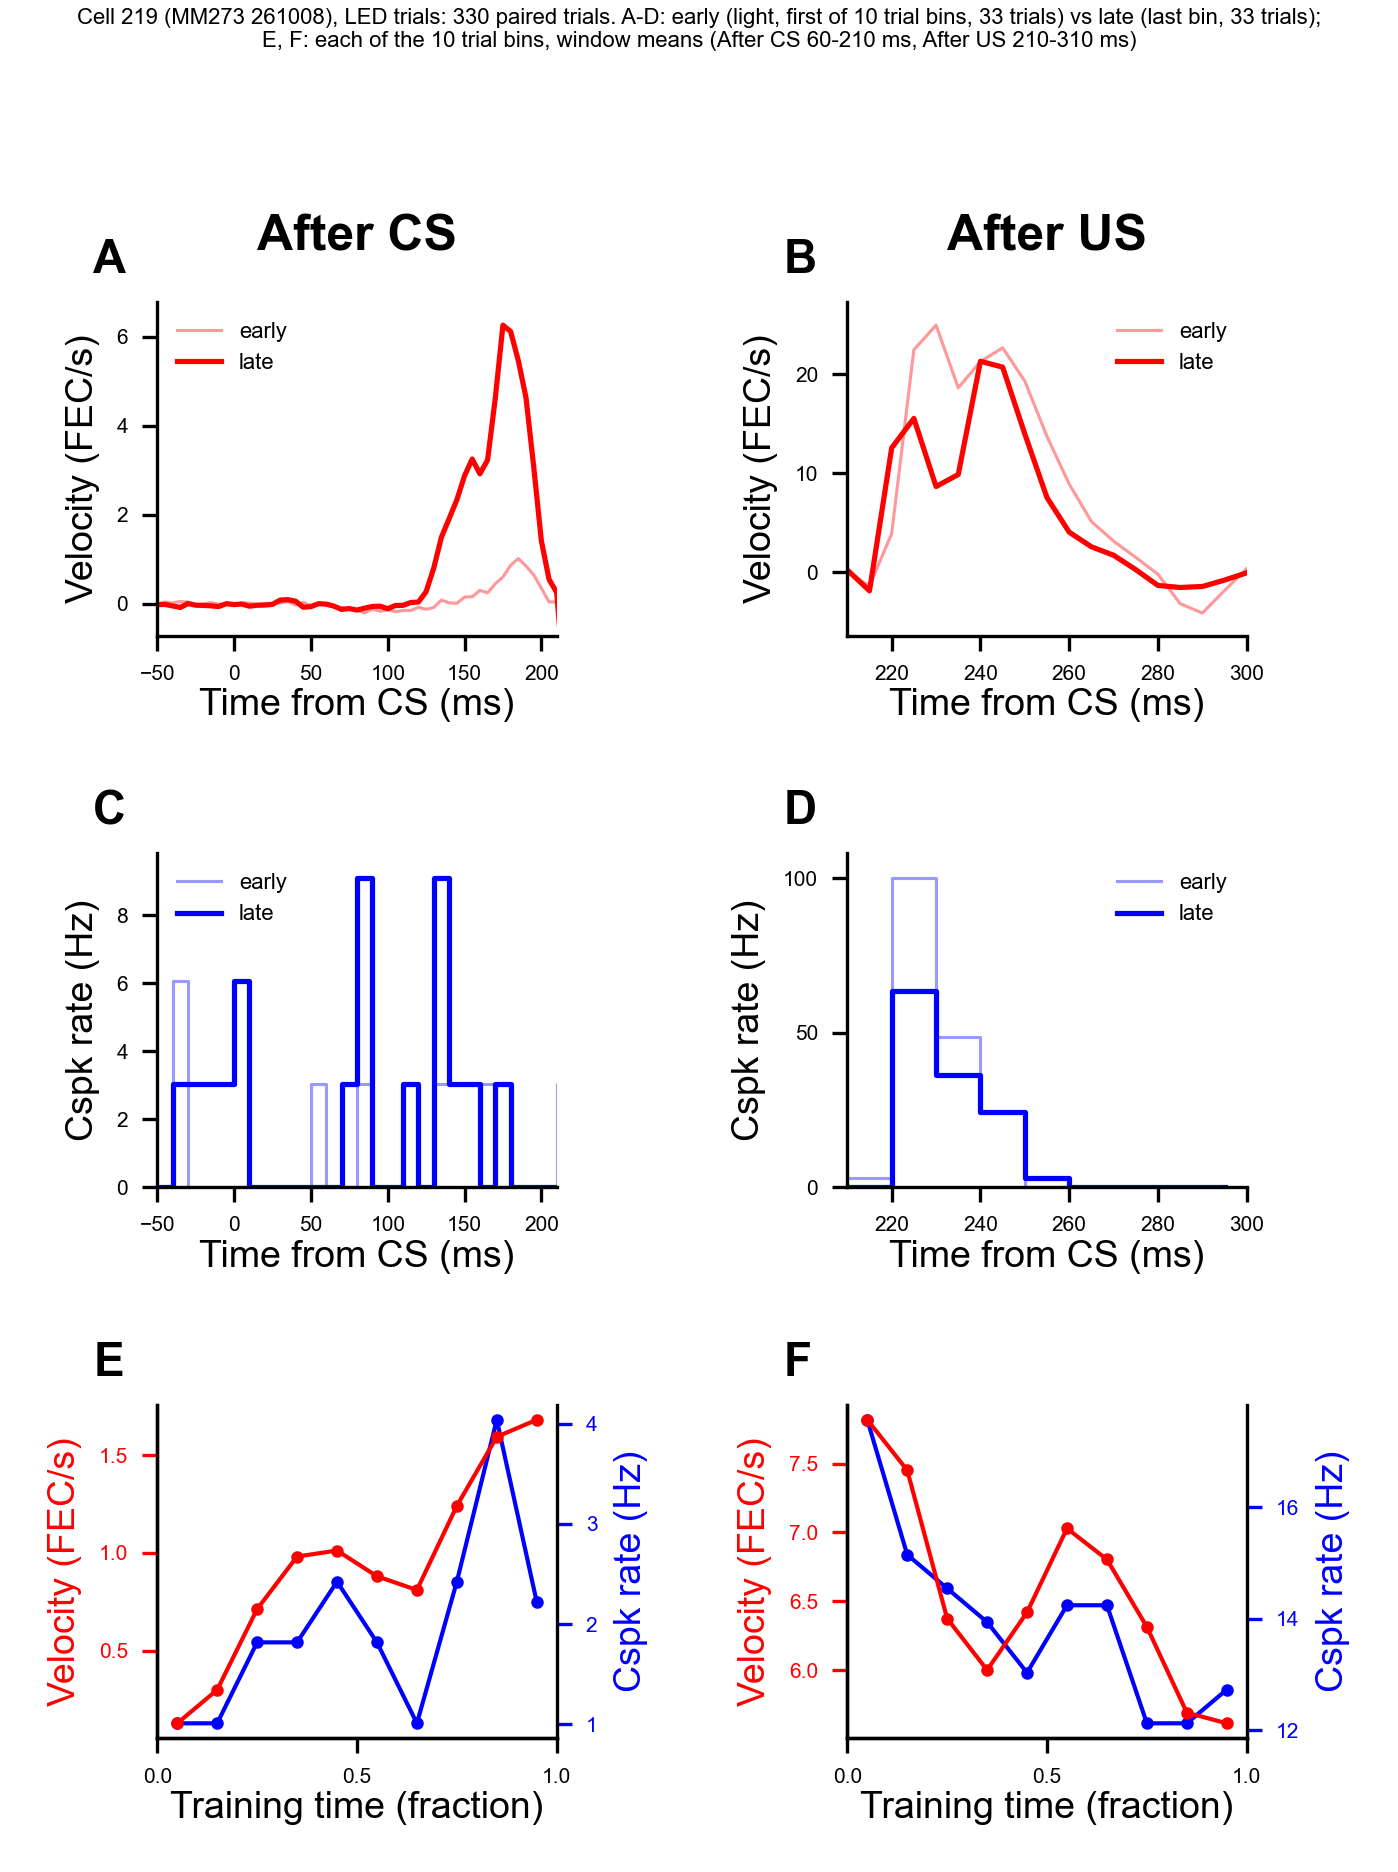 Cell 219 (MM273 261008), LED trials: 330 paired trials. A-D: early (light, first of 10 trial bins, 33 trials) vs late (last bin, 33 trials);
E, F: each of the 10 trial bins, window means (After CS 60-210 ms, After US 210-310 ms)
After CS
After US
A
B
early
late
6
4
2
0
Velocity (FEC/s)
−50 0 50 100 150 200
Time from CS (ms)
early
late
20
10
0
Velocity (FEC/s)
220 240 260 280 300
Time from CS (ms)
C
D
early
late
8
6
4
2
0
Cspk rate (Hz)
−50 0 50 100 150 200
Time from CS (ms)
early
late
100
50
0
Cspk rate (Hz)
220 240 260 280 300
Time from CS (ms)
E
F
1.5
1.0
0.5
Velocity (FEC/s)
4
3
2
1
Cspk rate (Hz)
0.0 0.5 1.0
Training time (fraction)
7.5
7.0
6.5
6.0
Velocity (FEC/s)
16
14
12
Cspk rate (Hz)
0.0 0.5 1.0
Training time (fraction)